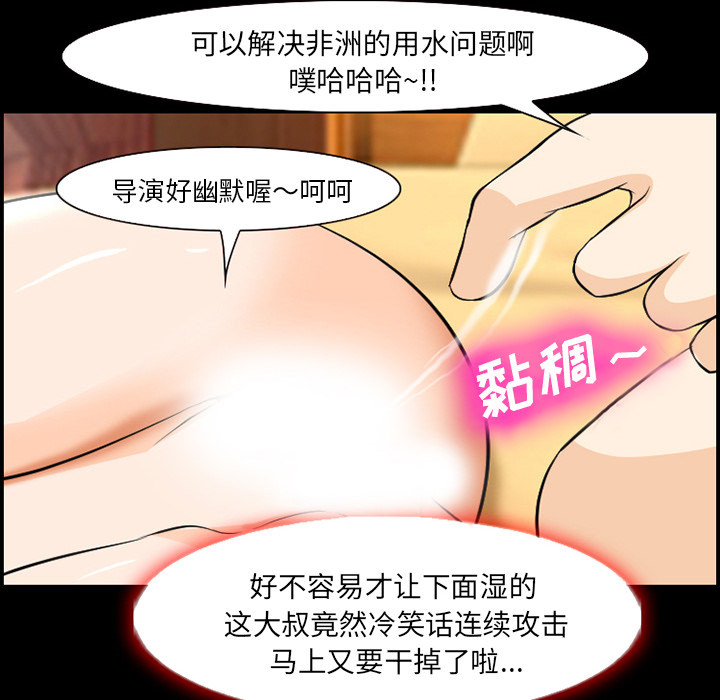 可以解决非洲的用水问题啊
噗哈哈哈~!!
导演好幽默喔～呵呵
黏稠～
好不容易才让下面湿的
这大叔竟然冷笑话连续攻击
马上又要干掉了啦...